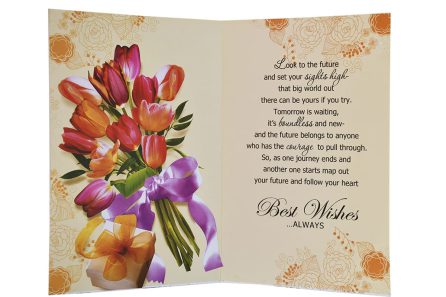 Look to the future
and set your sights high-
that big world out
there can be yours if you try.
Tomorrow is waiting,
it's boundless and new-
and the future belongs to anyone
who has the courage to pull through.
So, as one journey ends and
another one starts map out
your future and follow your heart
Best Wishes
...ALWAYS